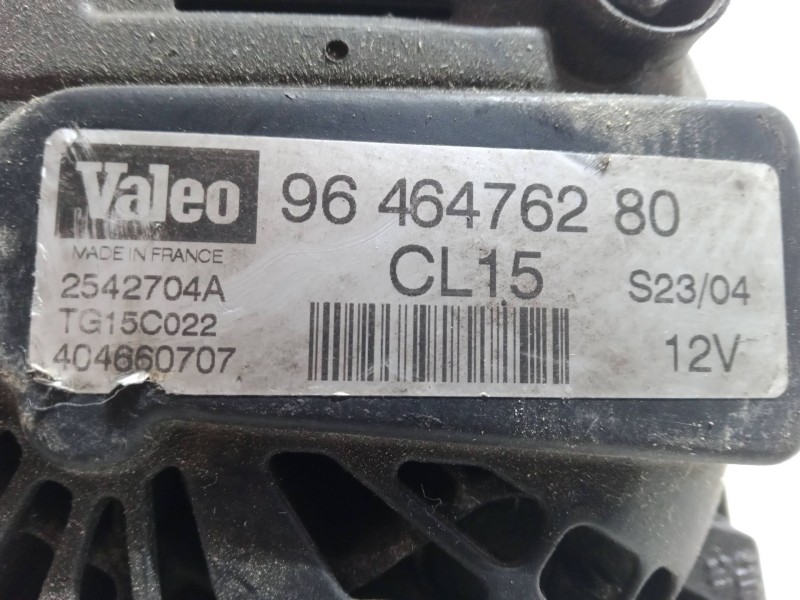 Valeo 96 464762 80
MADE IN FRANCE
CL15
2542704A
S23/04
TG15C022
12V
404660707